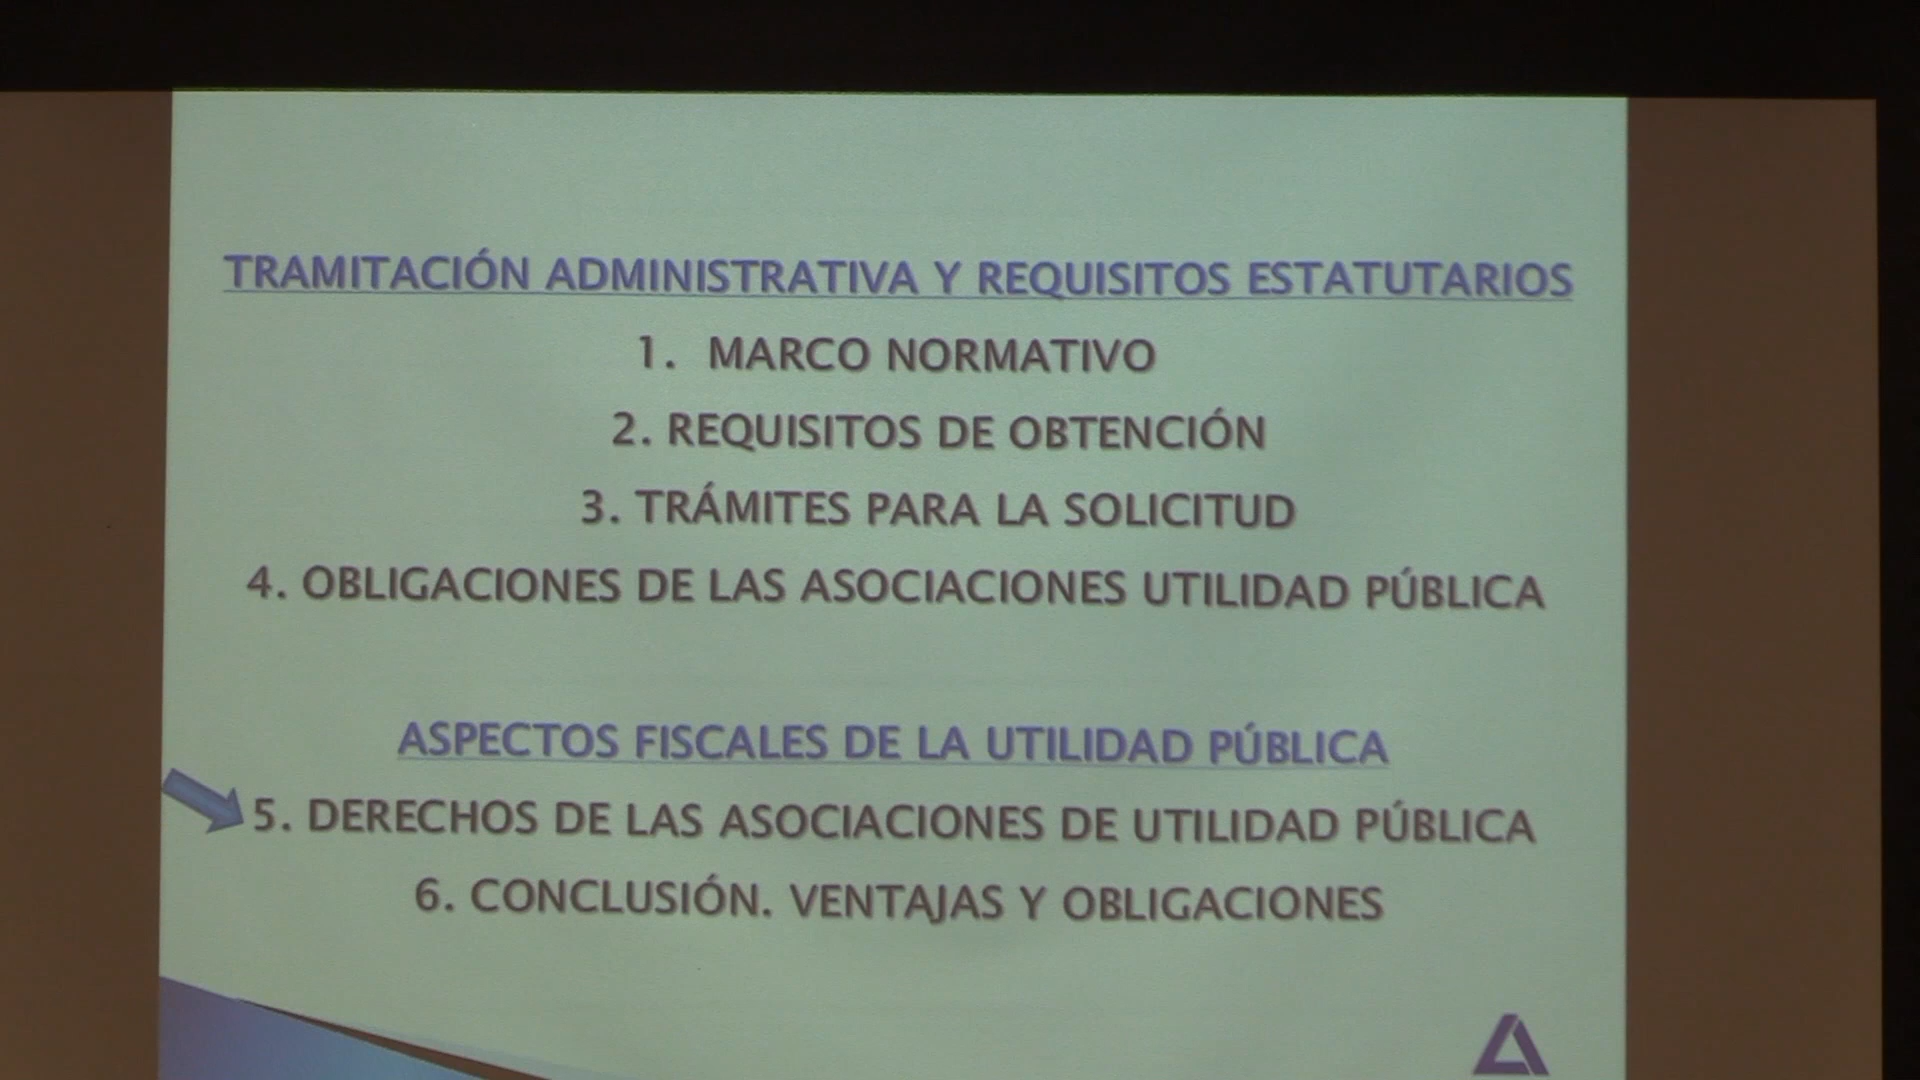 TRAMITACIÓN ADMINISTRATIVA Y REQUISITOS ESTATUTARIOS
1. MARCO NORMATIVO
2. REQUISITOS DE OBTENCIÓN
3. TRÁMITES PARA LA SOLICITUD
4. OBLIGACIONES DE LAS ASOCIACIONES UTILIDAD PÚBLICA
ASPECTOS FISCALES DE LA UTILIDAD PÚBLICA
5. DERECHOS DE LAS ASOCIACIONES DE UTILIDAD PÚBLICA
6. CONCLUSIÓN. VENTAJAS Y OBLIGACIONES